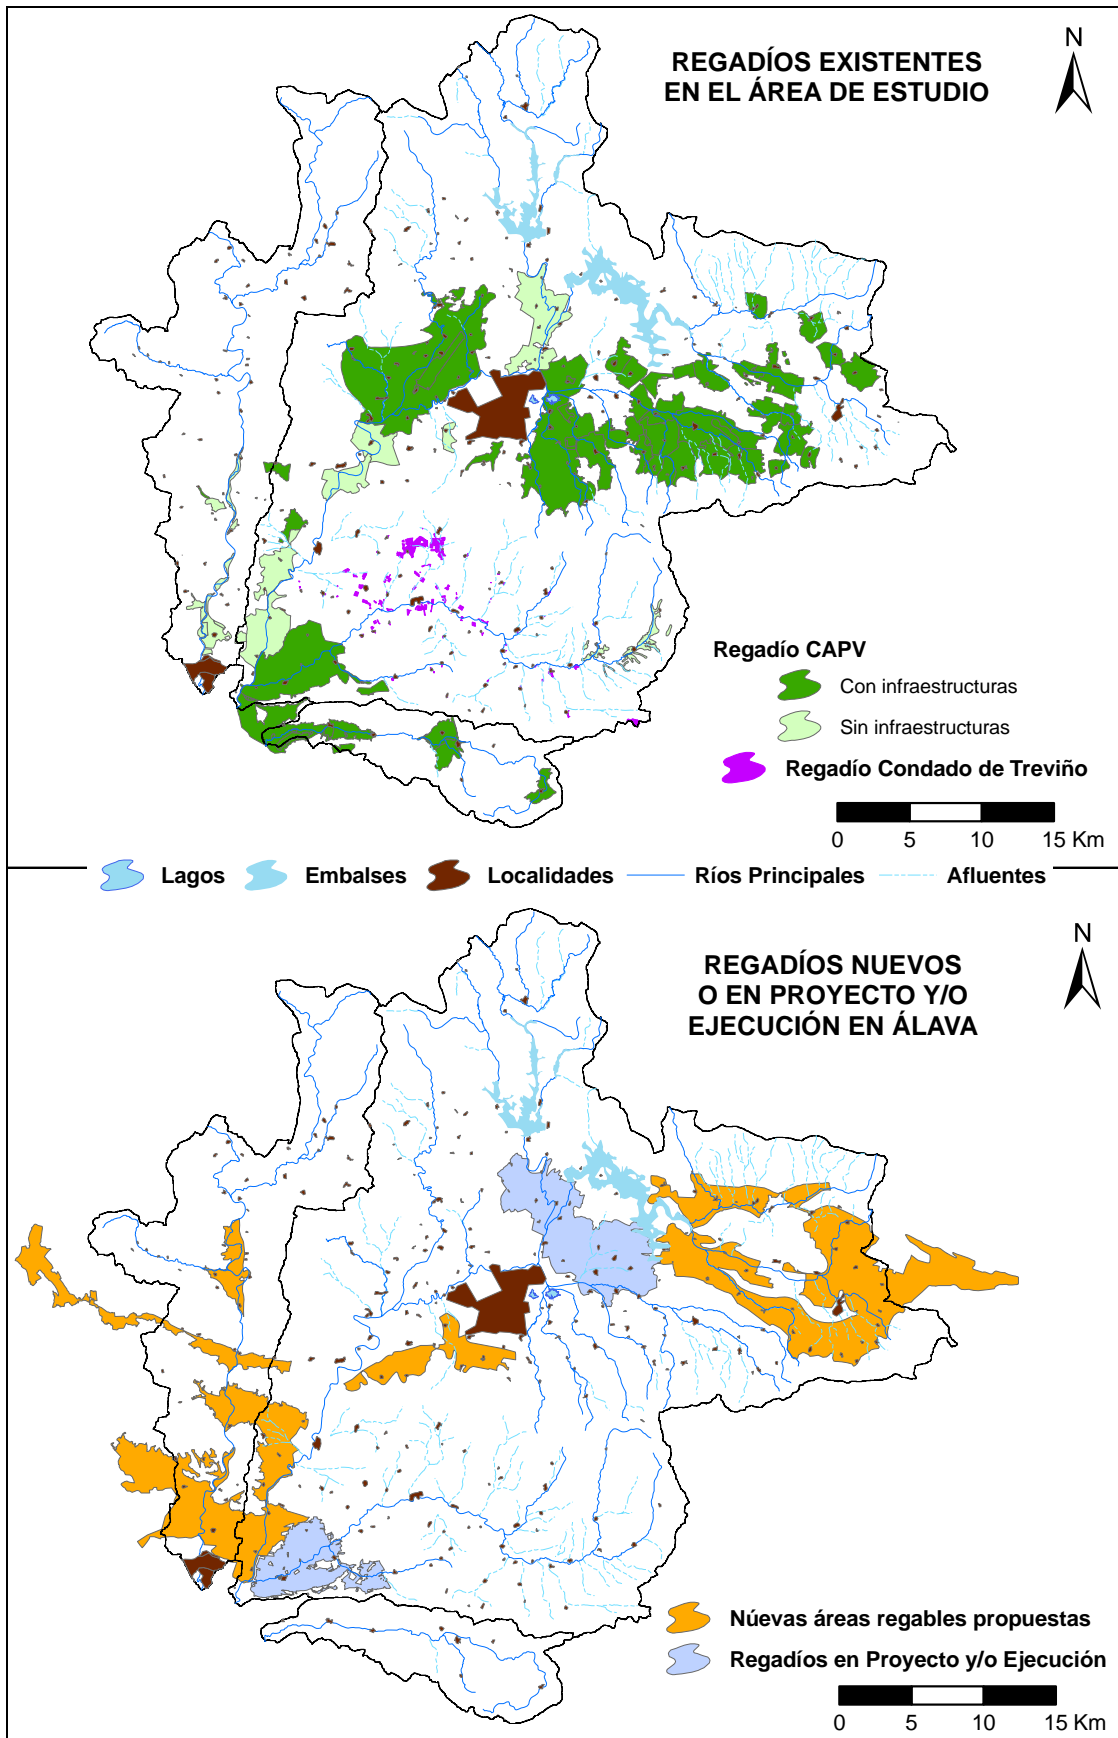 REGADÍOS EXISTENTES
EN EL ÁREA DE ESTUDIO
N
Regadío CAPV
Con infraestructuras
Sin infraestructuras
Regadío Condado de Treviño
0 5 10 15 Km
Lagos Embalses Localidades Ríos Principales Afluentes
N
REGADÍOS NUEVOS
O EN PROYECTO Y/O
EJECUCIÓN EN ÁLAVA
Núevas áreas regables propuestas
Regadíos en Proyecto y/o Ejecución
0 5 10 15 Km